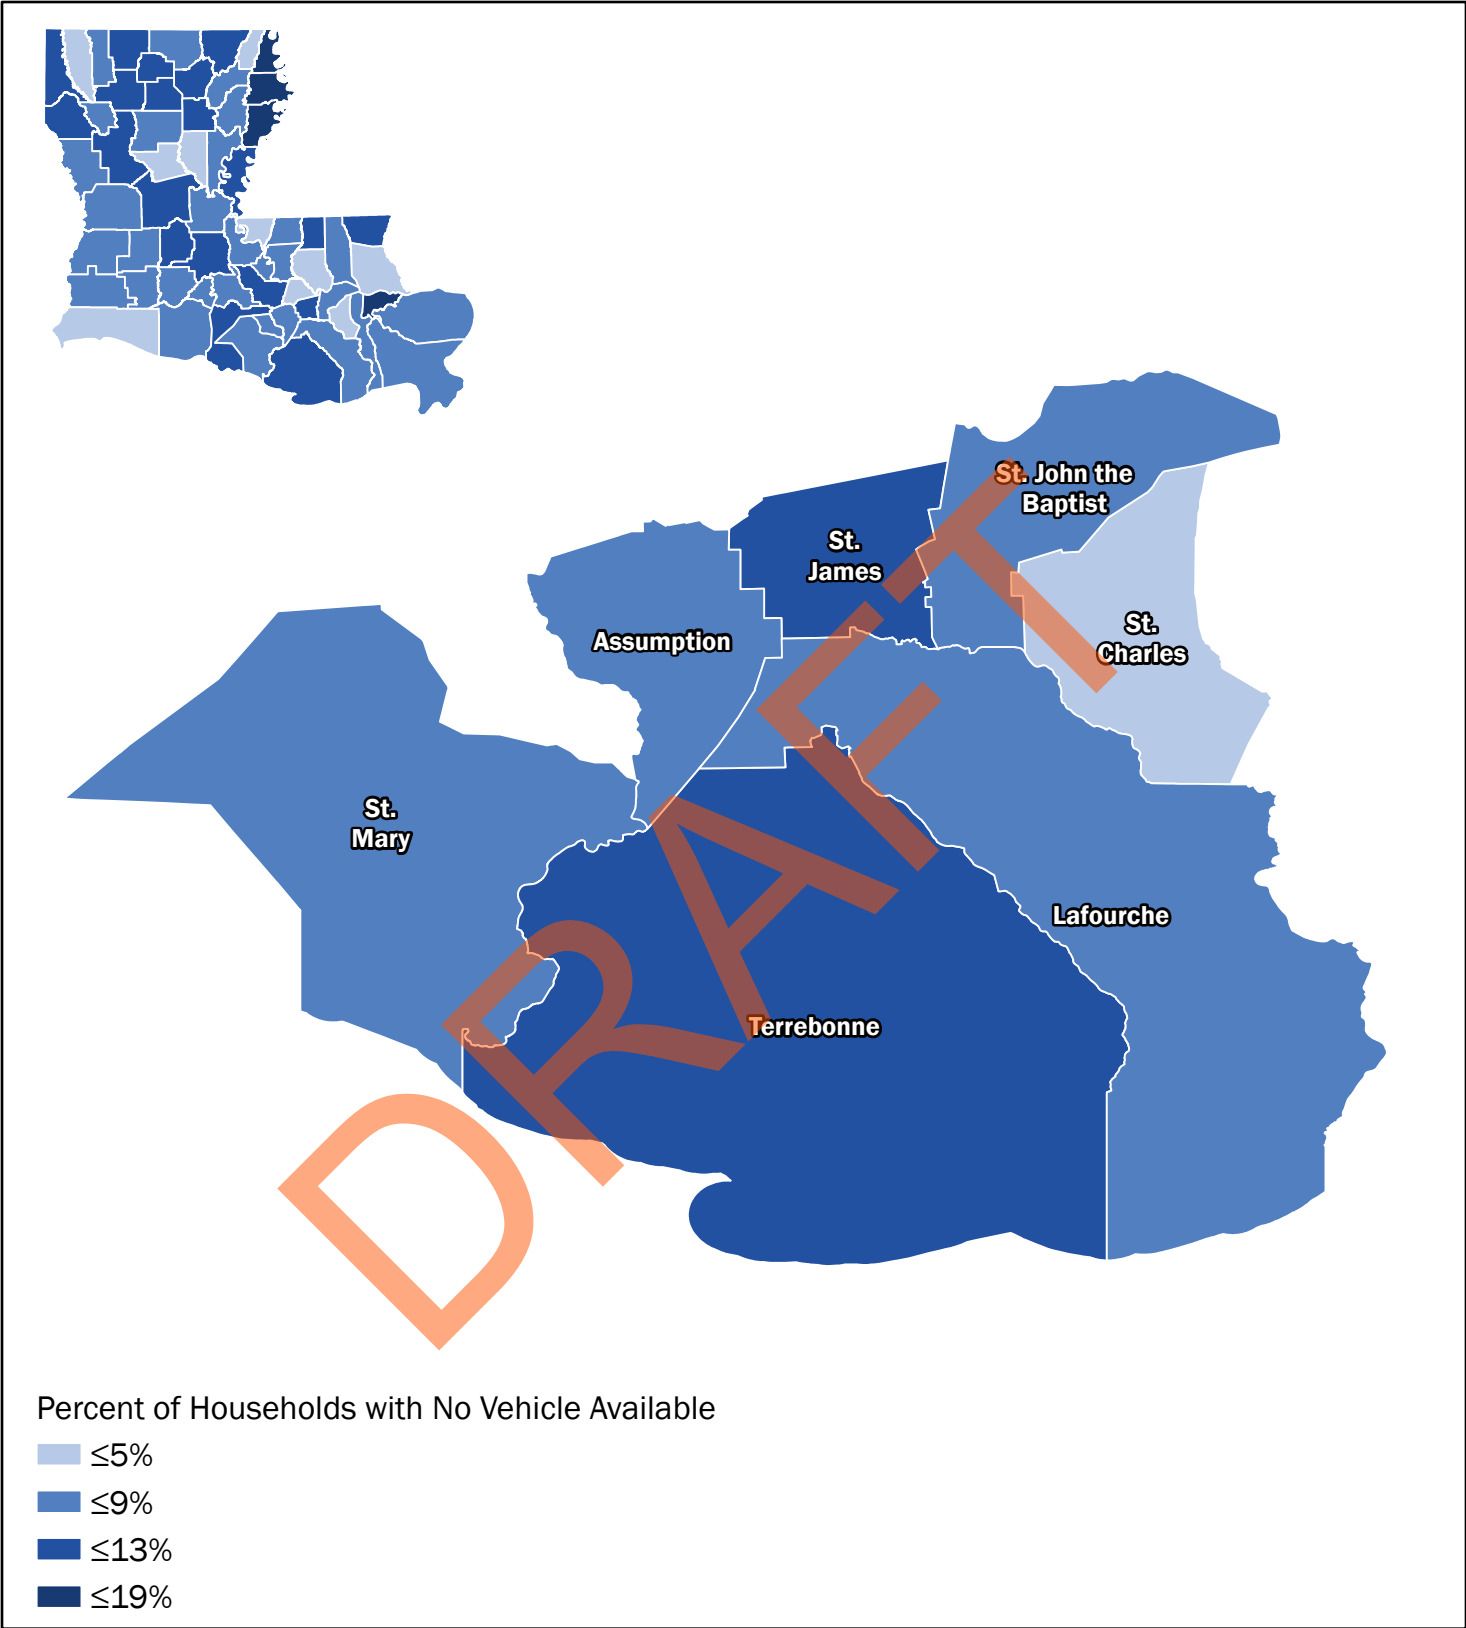 St. John the
Baptist
St.
James
St.
Charles
Assumption
St.
Mary
Lafourche
Terrebonne
DRAFT
Percent of Households with No Vehicle Available
≤5%
≤9%
≤13%
≤19%